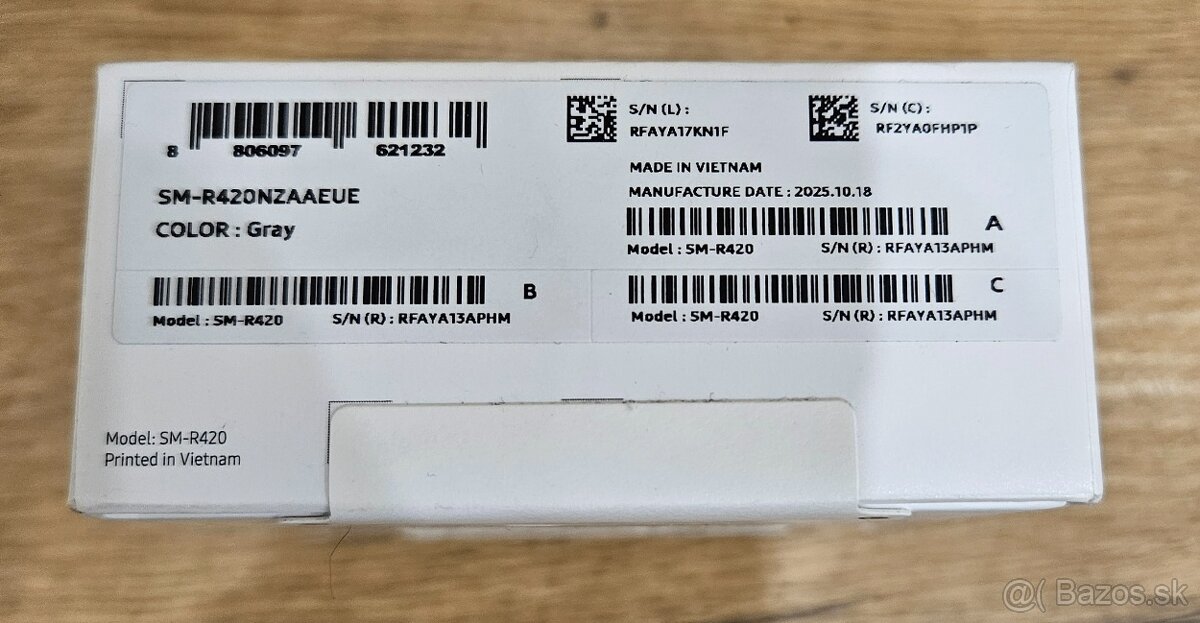 8 806097 621232
SM-R420NZAAEUE
COLOR : Gray
S/N (L) :
RFAYA17KN1F
S/N (C) :
RF2YA0FHP1P
MADE IN VIETNAM
MANUFACTURE DATE : 2025.10.18
A
Model : SM-R420 S/N (R) : RFAYA13APHM
B
Model : SM-R420 S/N (R) : RFAYA13APHM
C
Model : SM-R420 S/N (R) : RFAYA13APHM
Model: SM-R420
Printed in Vietnam
@( Bazos.sk